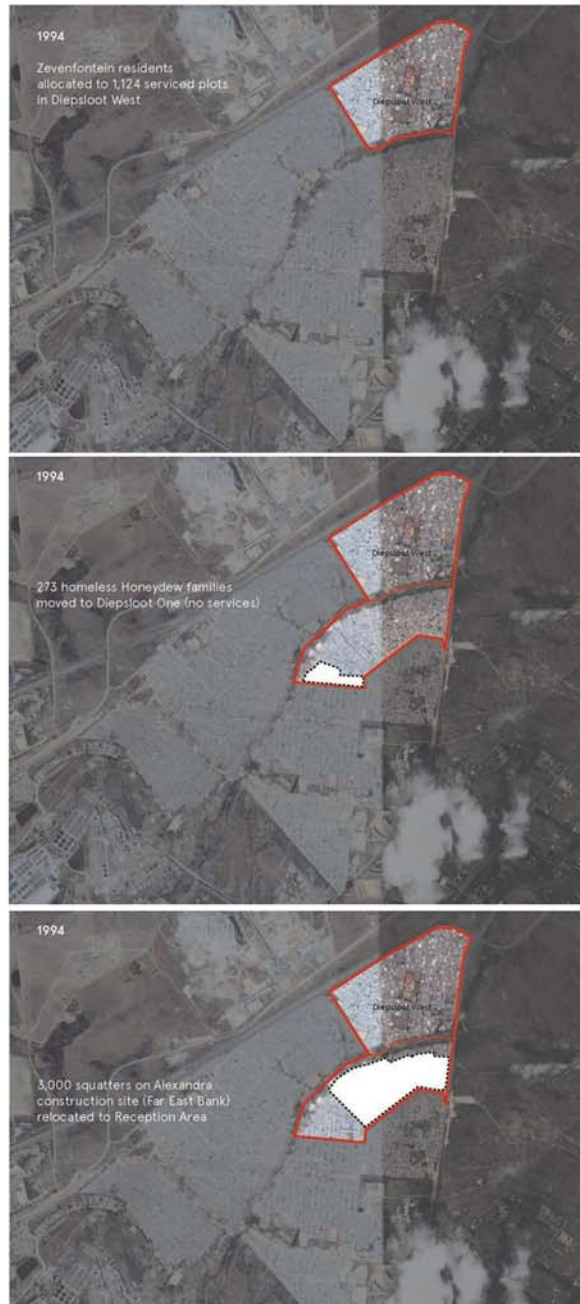 1994
Zevenfontein residents
allocated to 1,124 serviced plots
in Diepsloot West
Diepsloot West
1994
Diepsloot West
273 homeless Honeydew families
moved to Diepsloot One (no services)
1994
Diepsloot West
3,000 squatters on Alexandra
construction site (Far East Bank)
relocated to Reception Area